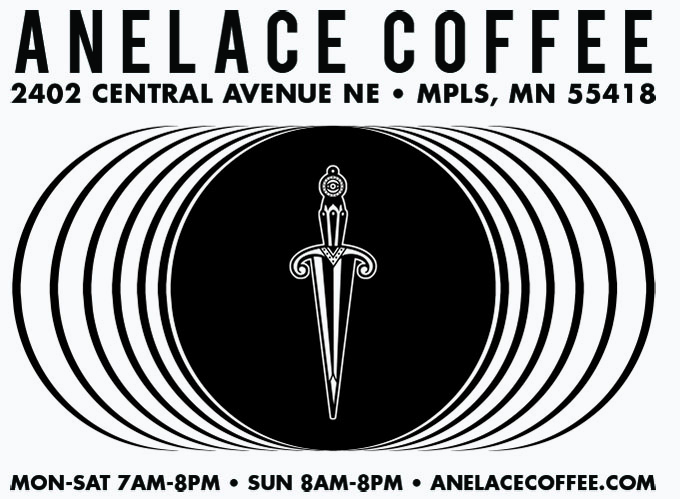 ANELACE COFFEE
2402 CENTRAL AVENUE NE • MPLS, MN 55418
MON-SAT 7AM-8PM • SUN 8AM-8PM • ANELACECOFFEE.COM